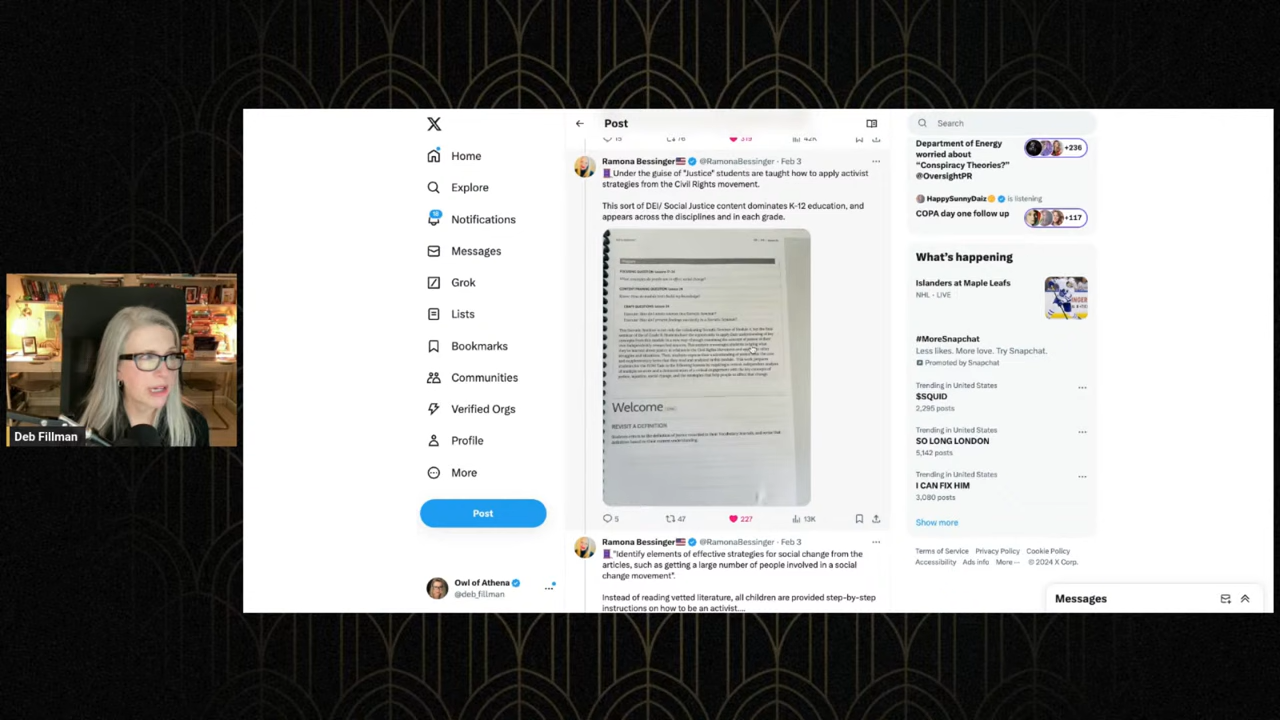 Home
Explore
18
Notifications
Messages
Grok
Lists
Bookmarks
Communities
Verified Orgs
Profile
More
Post
Owl of Athena
@deb_fillman
Deb Fillman
Post
319
42K
Ramona Bessinger @RamonaBessinger · Feb 3
Under the guise of "Justice" students are taught how to apply activist
strategies from the Civil Rights movement.
This sort of DEI/ Social Justice content dominates K-12 education, and
appears across the disciplines and in each grade.
Welcome
REVISIT A DEFINITION
5
47
227
13K
Ramona Bessinger @RamonaBessinger · Feb 3
"Identify elements of effective strategies for social change from the
articles, such as getting a large number of people involved in a social
change movement".
Instead of reading vetted literature, all children are provided step-by-step
instructions on how to be an activist....
Search
Department of Energy
worried about
"Conspiracy Theories?"
@OversightPR
+236
HappySunnyDaiz is listening
COPA day one follow up
+117
What's happening
Islanders at Maple Leafs
NHL · LIVE
#MoreSnapchat
Less likes. More love. Try Snapchat.
Promoted by Snapchat
Trending in United States
$SQUID
2,295 posts
Trending in United States
SO LONG LONDON
5,142 posts
Trending in United States
I CAN FIX HIM
3,080 posts
Show more
Terms of Service Privacy Policy Cookie Policy
Accessibility Ads info More ··· © 2024 X Corp.
Messages